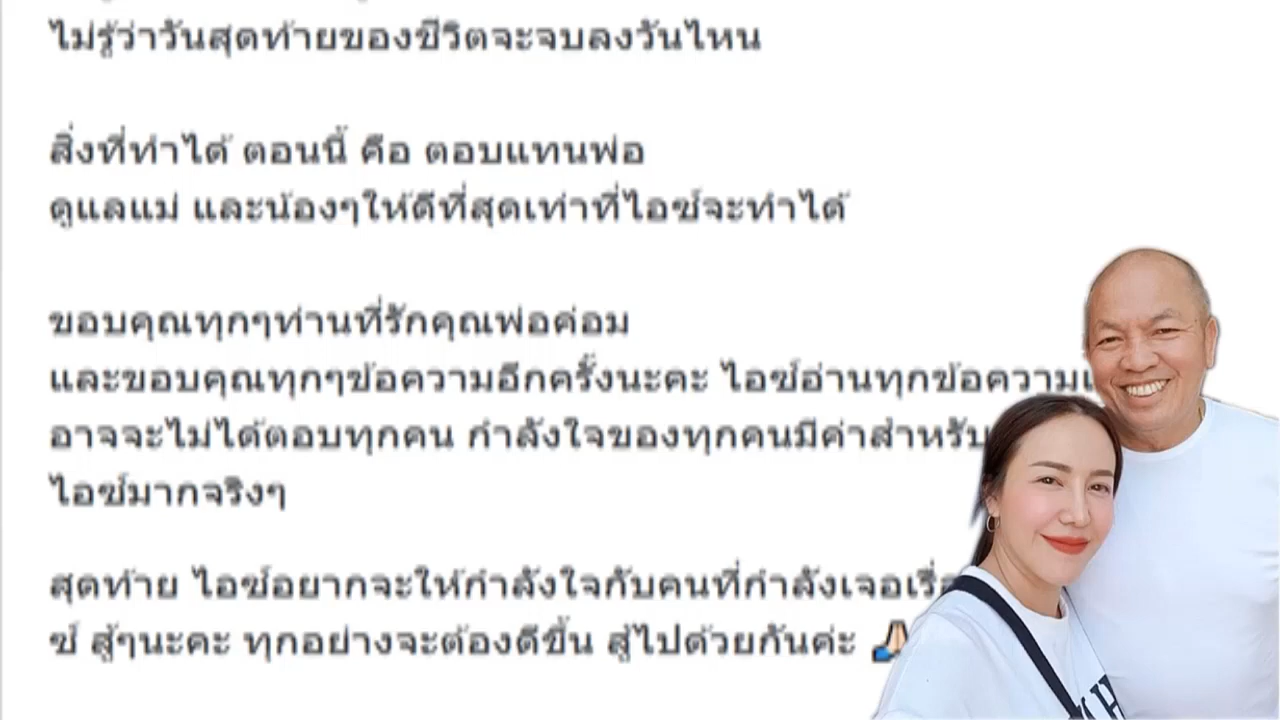 ไม่รู้ว่าวันสุดท้ายของชีวิตจะจบลงวันไหน
สิ่งที่ทำได้ ตอนนี้ คือ ตอบแทนพ่อ
ดูแลแม่ และน้องๆให้ดีที่สุดเท่าที่ไอซ์จะทำได้
ขอบคุณทุกๆท่านที่รักคุณพ่อค่อม
และขอบคุณทุกๆข้อความอีกครั้งนะคะ ไอซ์อ่านทุกข้อความ
อาจจะไม่ได้ตอบทุกคน กำลังใจของทุกคนมีค่าสำหรับ
ไอซ์มากจริงๆ
สุดท้าย ไอซ์อยากจะให้กำลังใจกับคนที่กำลังเจอ
ซ์ สู้ๆนะคะ ทุกอย่างจะต้องดีขึ้น สู้ไปด้วยกันค่ะ 🙏🏻